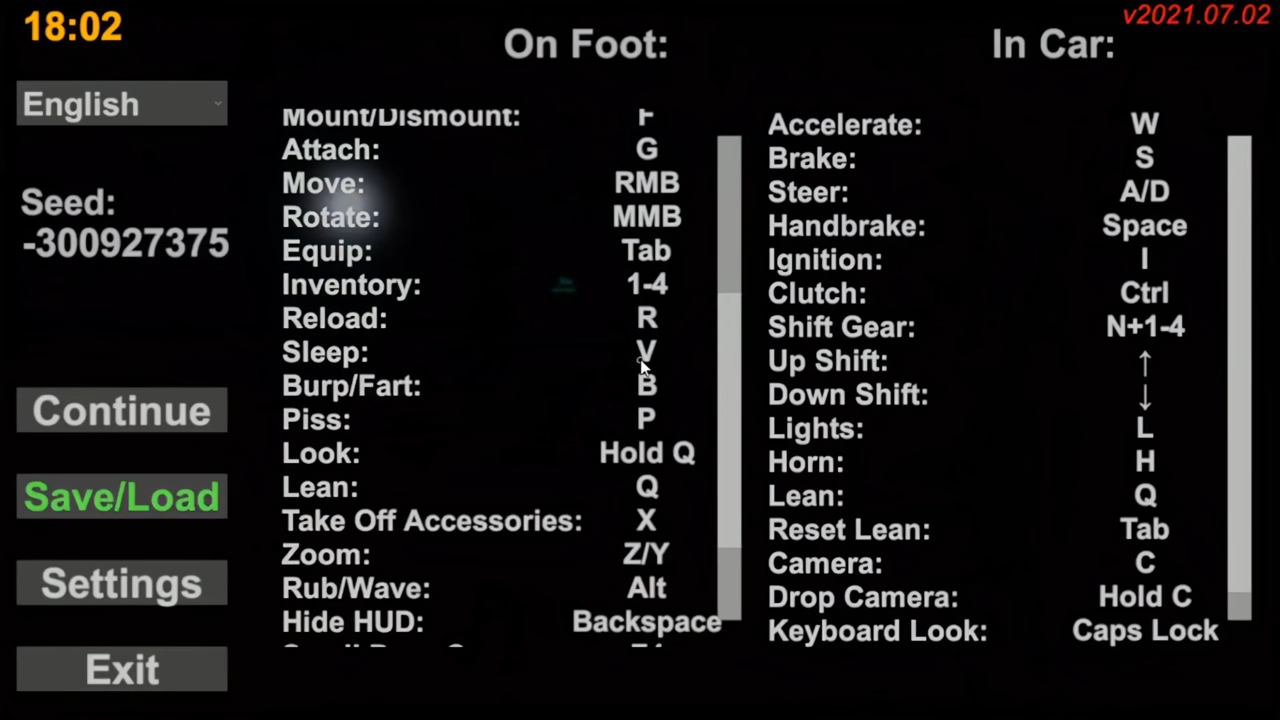 18:02
v2021.07.02
On Foot:
In Car:
English
Seed:
-300927375
Continue
Save/Load
Settings
Exit
Mount/Dismount: F
Attach: G
Move: RMB
Rotate: MMB
Equip: Tab
Inventory: 1-4
Reload: R
Sleep: V
Burp/Fart: B
Piss: P
Look: Hold Q
Lean: Q
Take Off Accessories: X
Zoom: Z/Y
Rub/Wave: Alt
Hide HUD: Backspace
Accelerate: W
Brake: S
Steer: A/D
Handbrake: Space
Ignition: I
Clutch: Ctrl
Shift Gear: N+1-4
Up Shift: ↑
Down Shift: ↓
Lights: L
Horn: H
Lean: Q
Reset Lean: Tab
Camera: C
Drop Camera: Hold C
Keyboard Look: Caps Lock